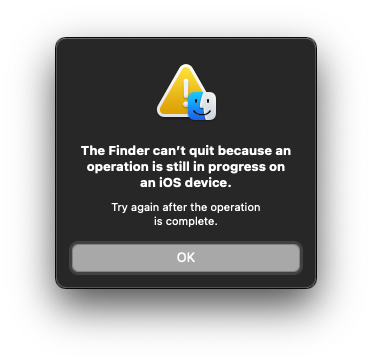 The Finder can’t quit because an
operation is still in progress on
an iOS device.
Try again after the operation
is complete.
OK